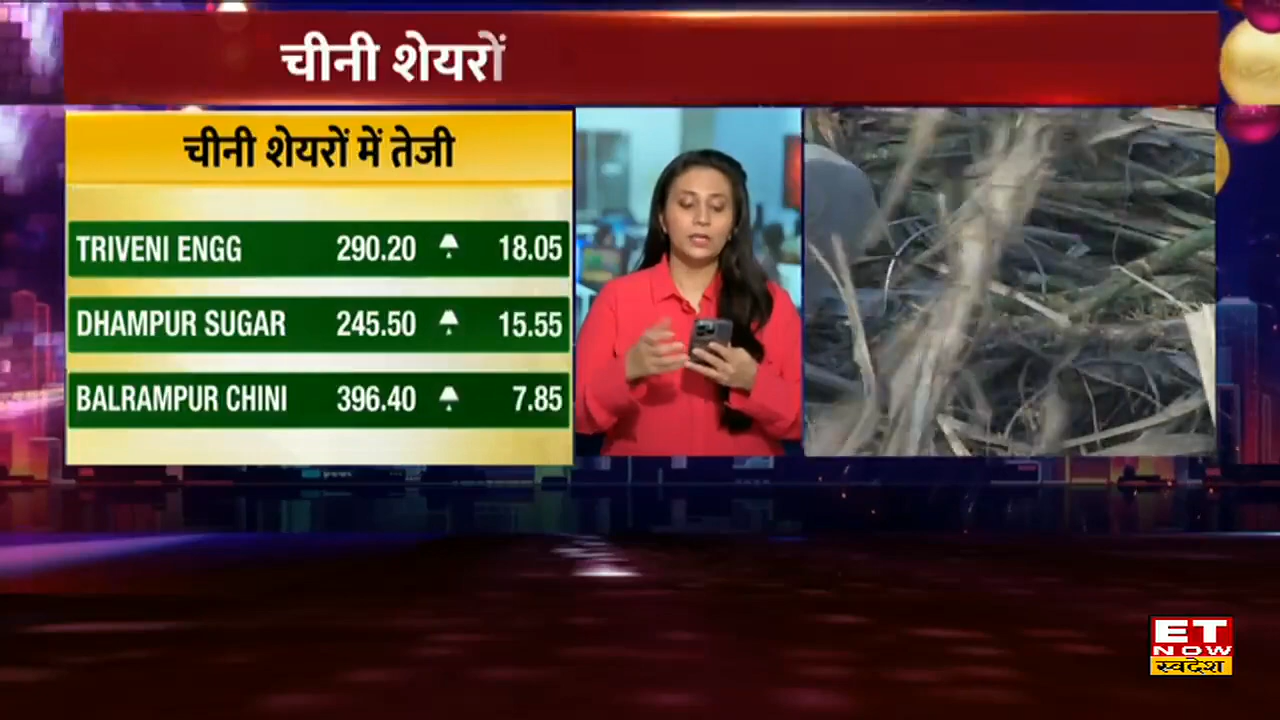 चीनी शेयरों
चीनी शेयरों में तेजी
TRIVENI ENGG 290.20 18.05
DHAMPUR SUGAR 245.50 15.55
BALRAMPUR CHINI 396.40 7.85
ET
NOW
स्वदेश